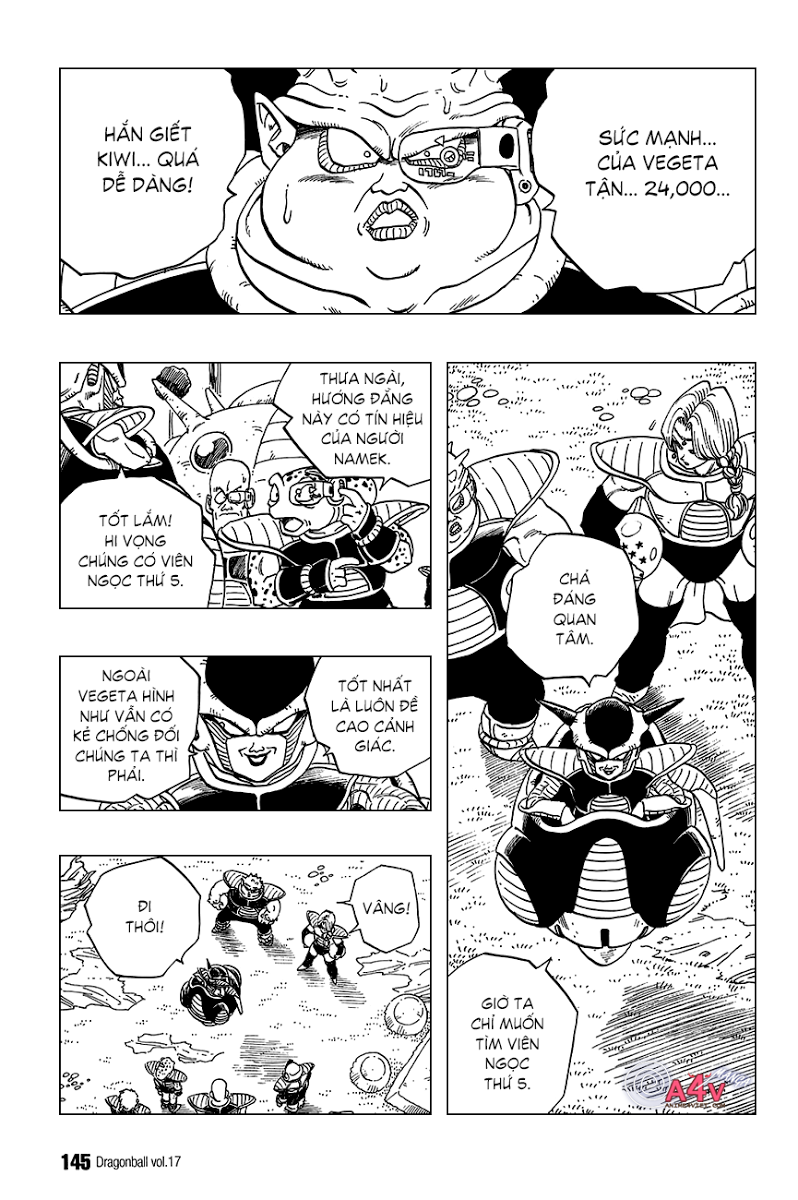 SỨC MẠNH...
CỦA VEGETA
TẬN... 24,000...
HẮN GIẾT
KIWI... QUÁ
DỄ DÀNG!
CHẢ
ĐÁNG
QUAN
TÂM.
GIỜ TA
CHỈ MUỐN
TÌM VIÊN
NGỌC
THỨ 5.
THƯA NGÀI,
HƯỚNG ĐẰNG
NÀY CÓ TÍN HIỆU
CỦA NGƯỜI
NAMEK.
TỐT LẮM!
HI VỌNG
CHÚNG CÓ VIÊN
NGỌC THỨ 5.
TỐT NHẤT
LÀ LUÔN ĐỀ
CAO CẢNH
GIÁC.
NGOÀI
VEGETA HÌNH
NHƯ VẪN CÓ
KẺ CHỐNG ĐỐI
CHÚNG TA THÌ
PHẢI.
ĐI
THÔI!
VÂNG!
A4V
145 Dragonball vol.17